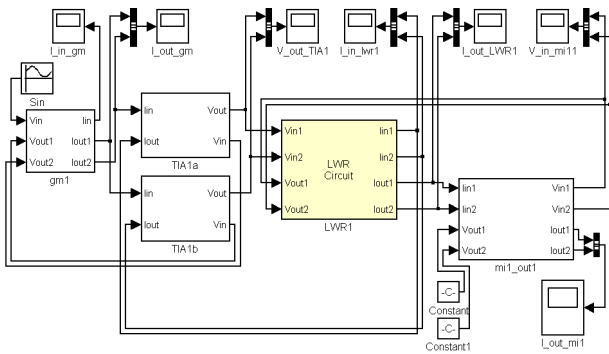 I_in_gm
I_out_gm
V_out_TIA1
I_in_lwr1
I_out_LWR1
V_in_mi11
Sin
Vin
Vout1
Vout2
Iin
Iout1
Iout2
gm1
Iin
Iout
Vout
Vin
TIA1a
Iin
Iout
Vout
Vin
TIA1b
Vin1
Vin2
Vout1
Vout2
LWR
Circuit
Iin1
Iin2
Iout1
Iout2
LWR1
Iin1
Iin2
Vout1
Vout2
Vin1
Vin2
Iout1
Iout2
mi1_out1
-C-
Constant
-C-
Constant1
I_out_mi1